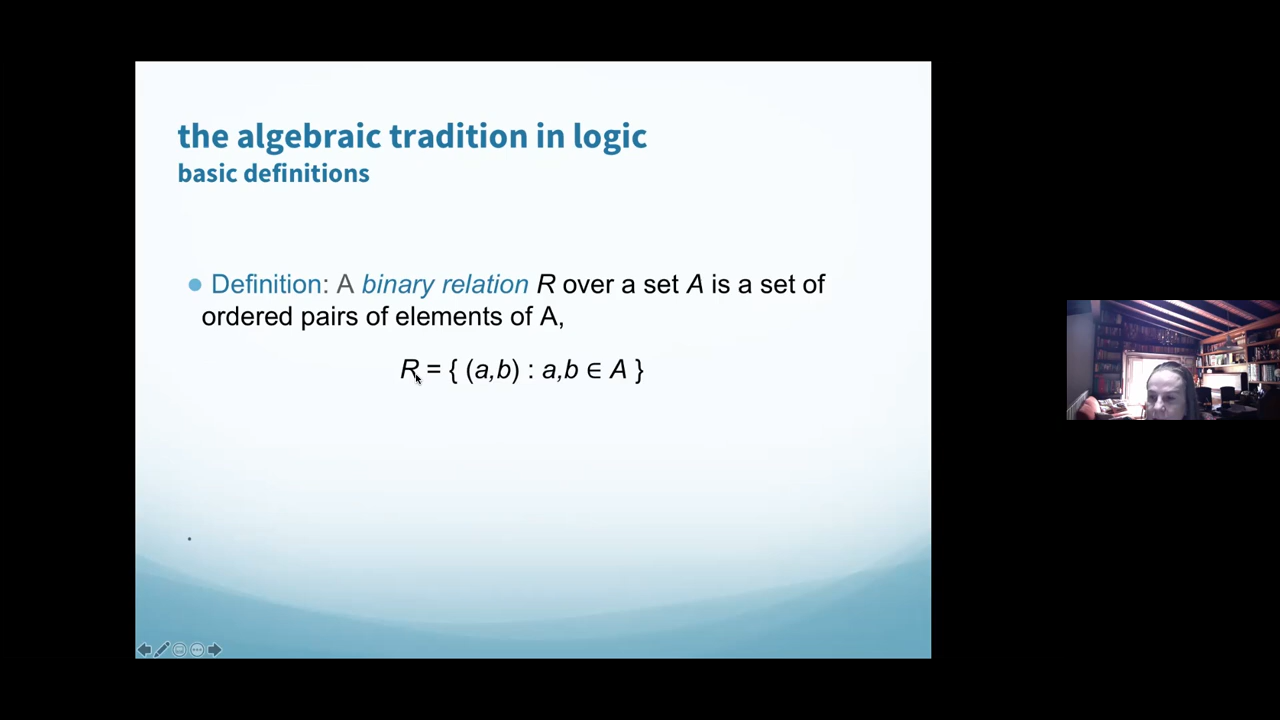 the algebraic tradition in logic
basic definitions
Definition: A binary relation R over a set A is a set of
ordered pairs of elements of A,
R = { (a,b) : a,b ∈ A }